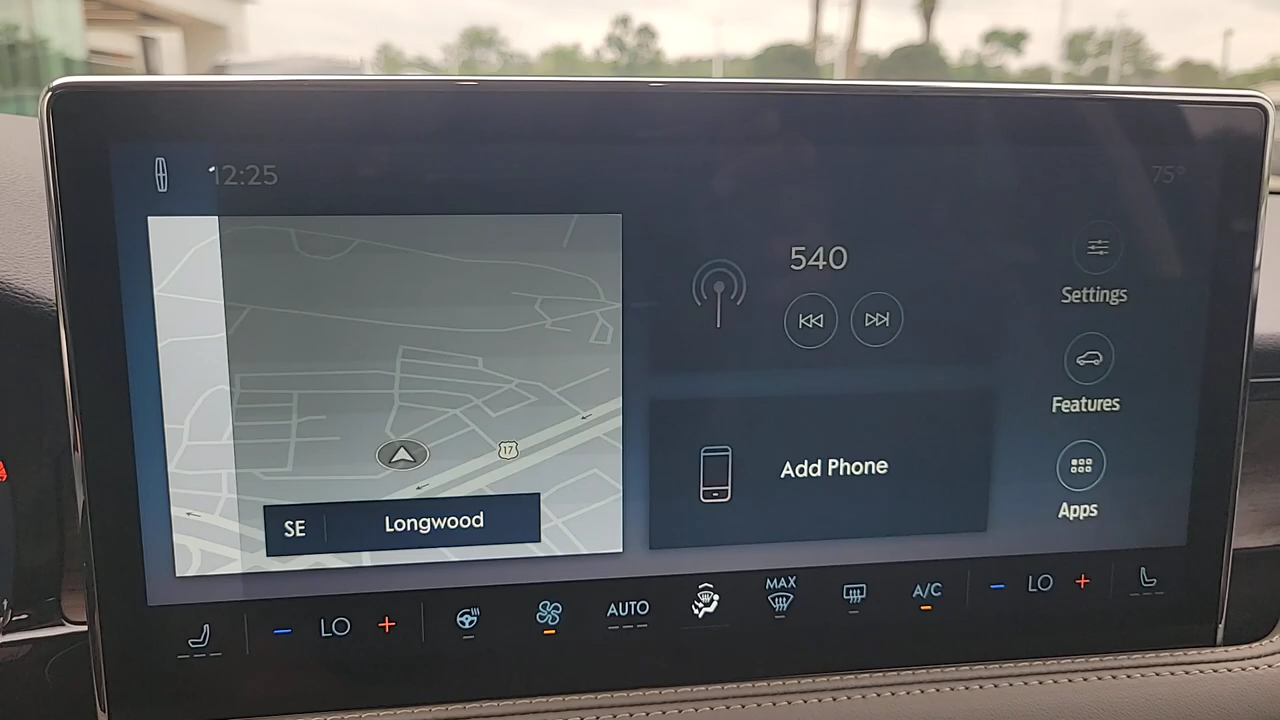 12:25
75°
540
Settings
Features
Apps
17
Add Phone
SE Longwood
LO
AUTO
MAX
A/C
LO